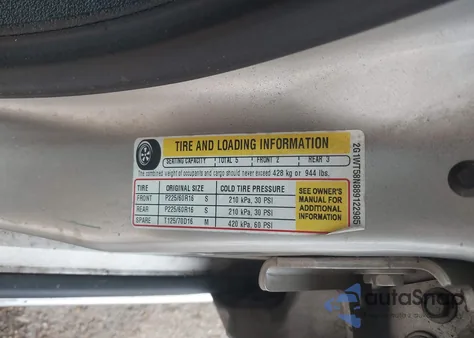 TIRE AND LOADING INFORMATION
SEATING CAPACITY TOTAL 5 FRONT 2 REAR 3
The combined weight of occupants and cargo should never exceed 428 kg or 944 lbs.
TIRE ORIGINAL SIZE COLD TIRE PRESSURE
FRONT P225/60R16 S 210 kPa, 30 PSI
REAR P225/60R16 S 210 kPa, 30 PSI
SPARE T125/70D16 M 420 kPa, 60 PSI
SEE OWNER'S
MANUAL FOR
ADDITIONAL
INFORMATION
2G1WT58N889122985
autoSnap